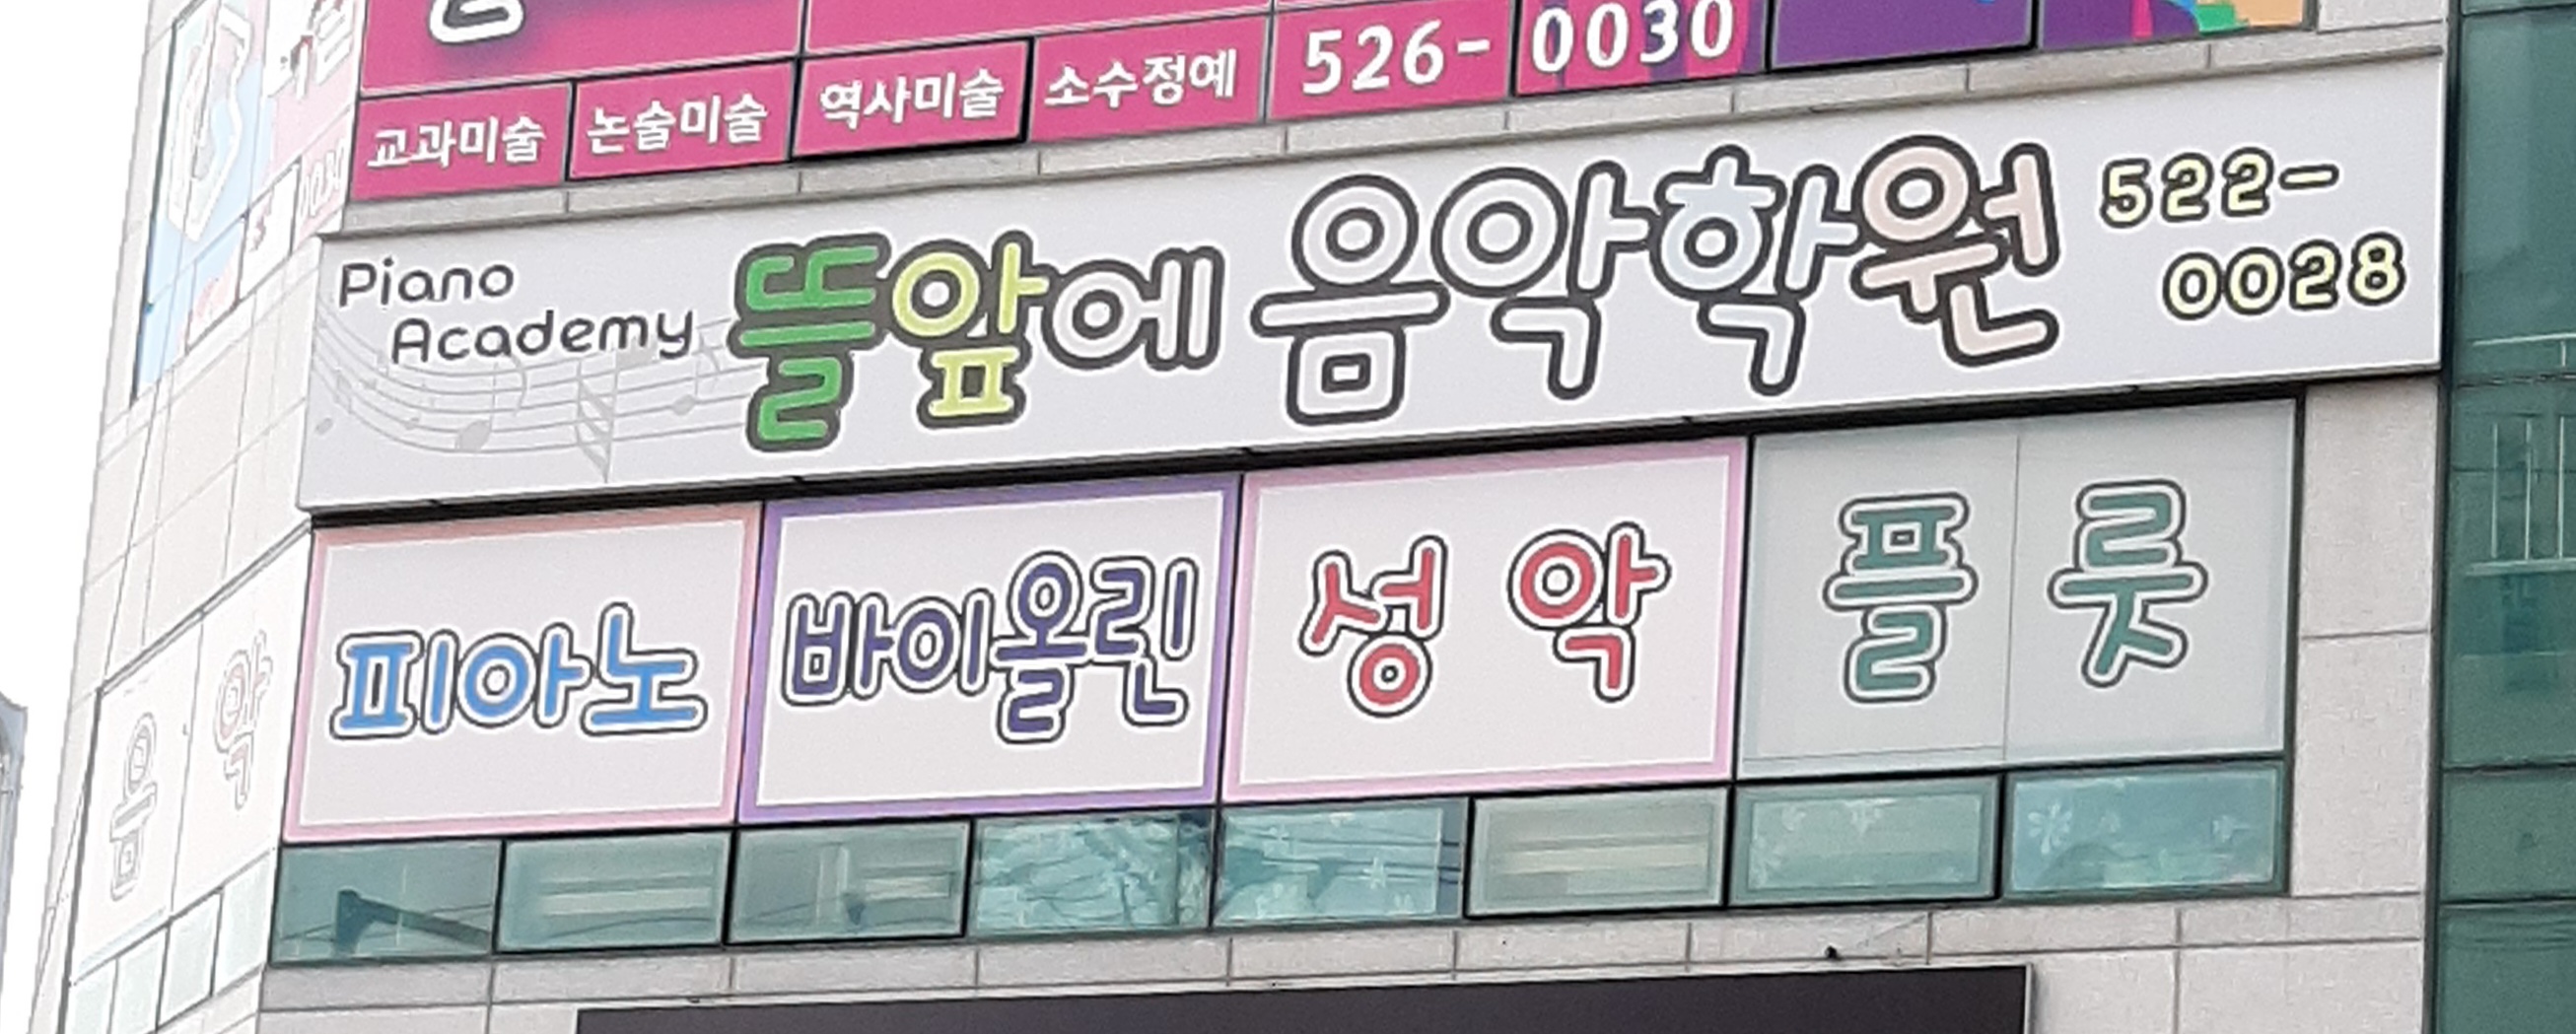 교과미술 논술미술 역사미술 소수정예 526-0030
Piano
Academy
뜰앞에 음악학원
522-
0028
피아노 바이올린 성악 플룻
음악